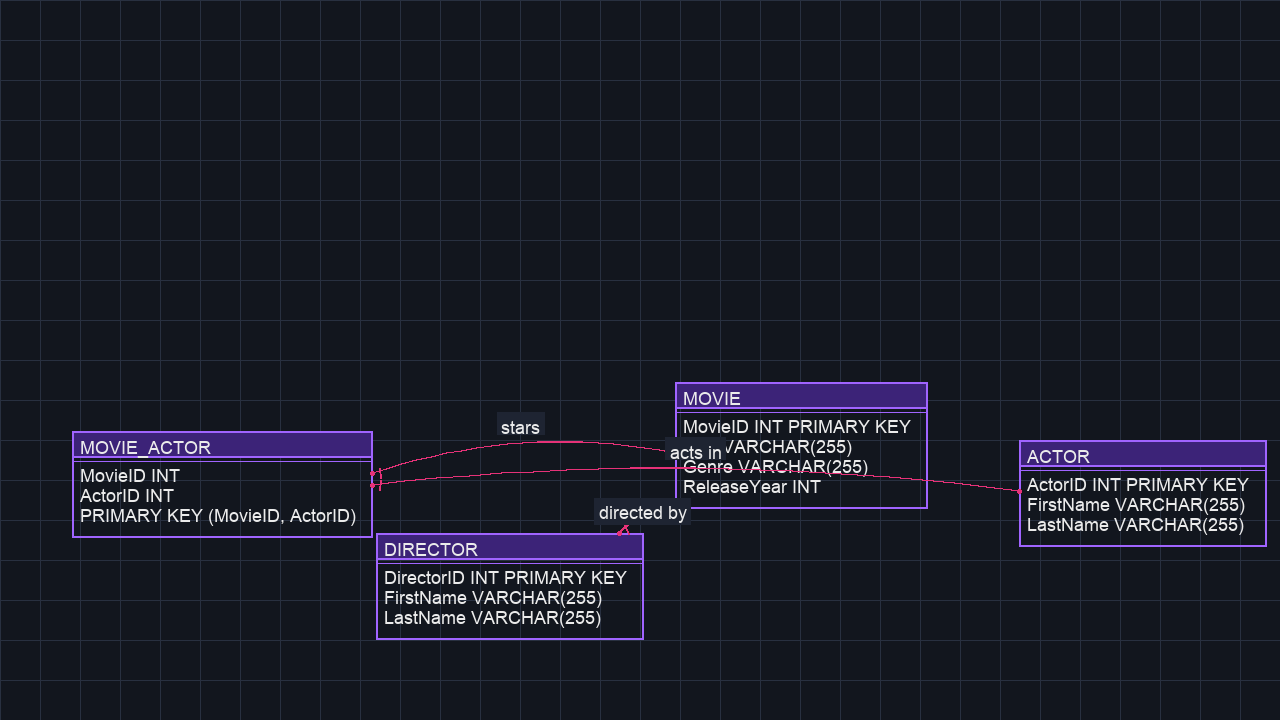 MOVIE_ACTOR
MovieID INT
ActorID INT
PRIMARY KEY (MovieID, ActorID)
stars
MOVIE
MovieID INT PRIMARY KEY
VARCHAR(255)
Genre VARCHAR(255)
ReleaseYear INT
acts in
directed by
DIRECTOR
DirectorID INT PRIMARY KEY
FirstName VARCHAR(255)
LastName VARCHAR(255)
ACTOR
ActorID INT PRIMARY KEY
FirstName VARCHAR(255)
LastName VARCHAR(255)